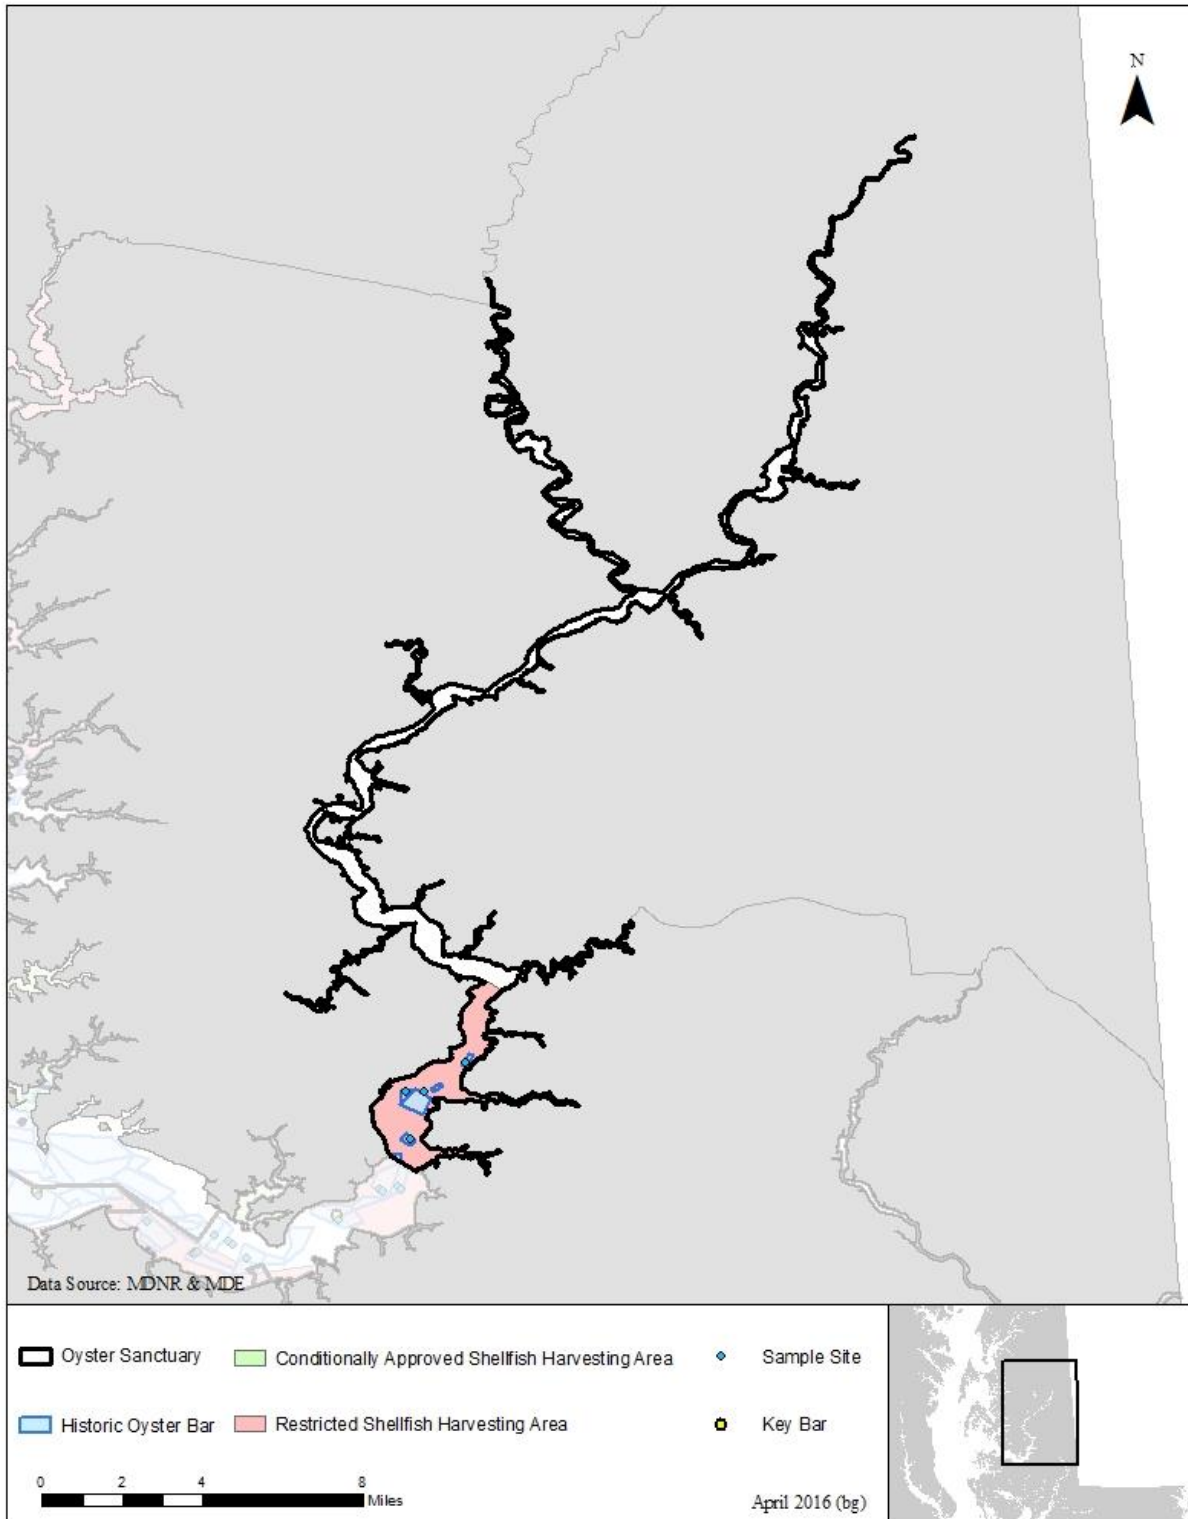 N
Data Source: MDNR & MDE
Oyster Sanctuary
Conditionally Approved Shellfish Harvesting Area
Sample Site
Historic Oyster Bar
Restricted Shellfish Harvesting Area
Key Bar
0 2 4 8
Miles
April 2016 (bg)